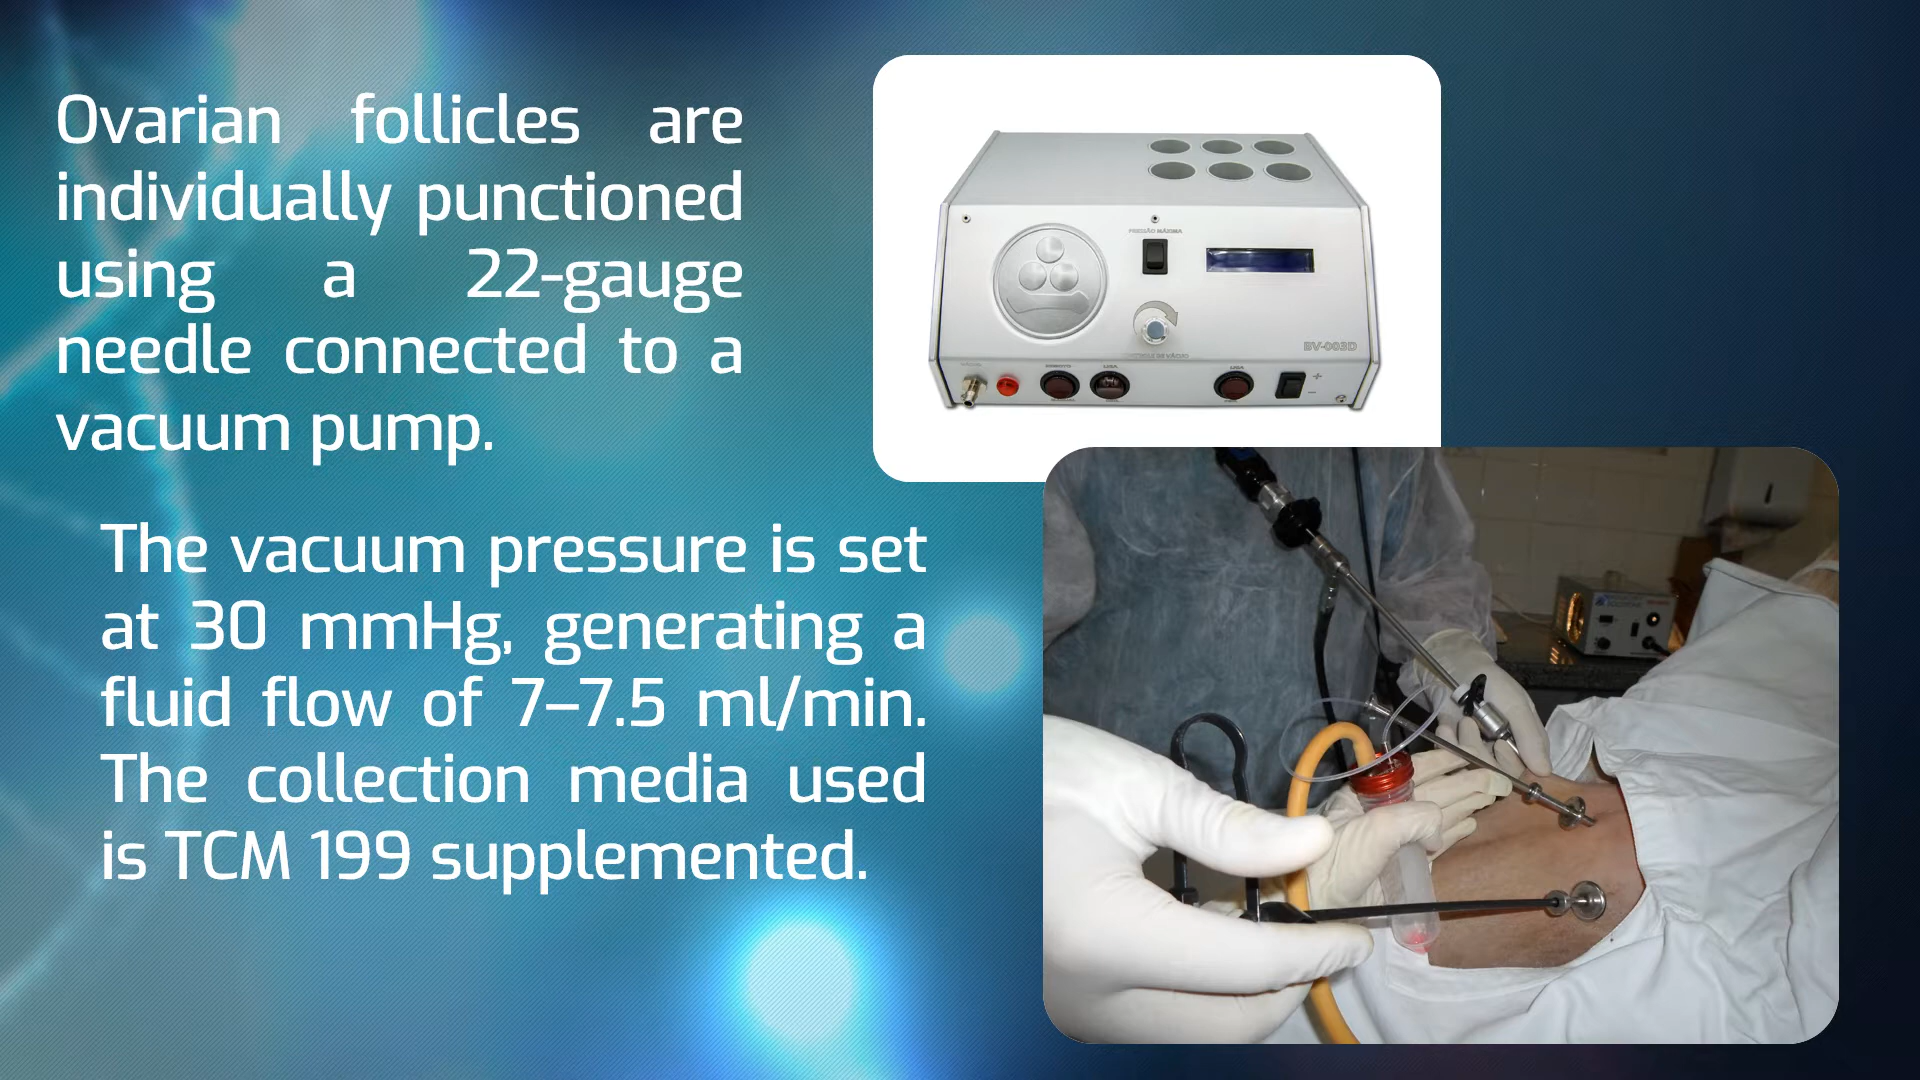 Ovarian follicles are
individually punctioned
using a 22-gauge
needle connected to a
vacuum pump.
The vacuum pressure is set
at 30 mmHg, generating a
fluid flow of 7–7.5 ml/min.
The collection media used
is TCM 199 supplemented.
BV-003D